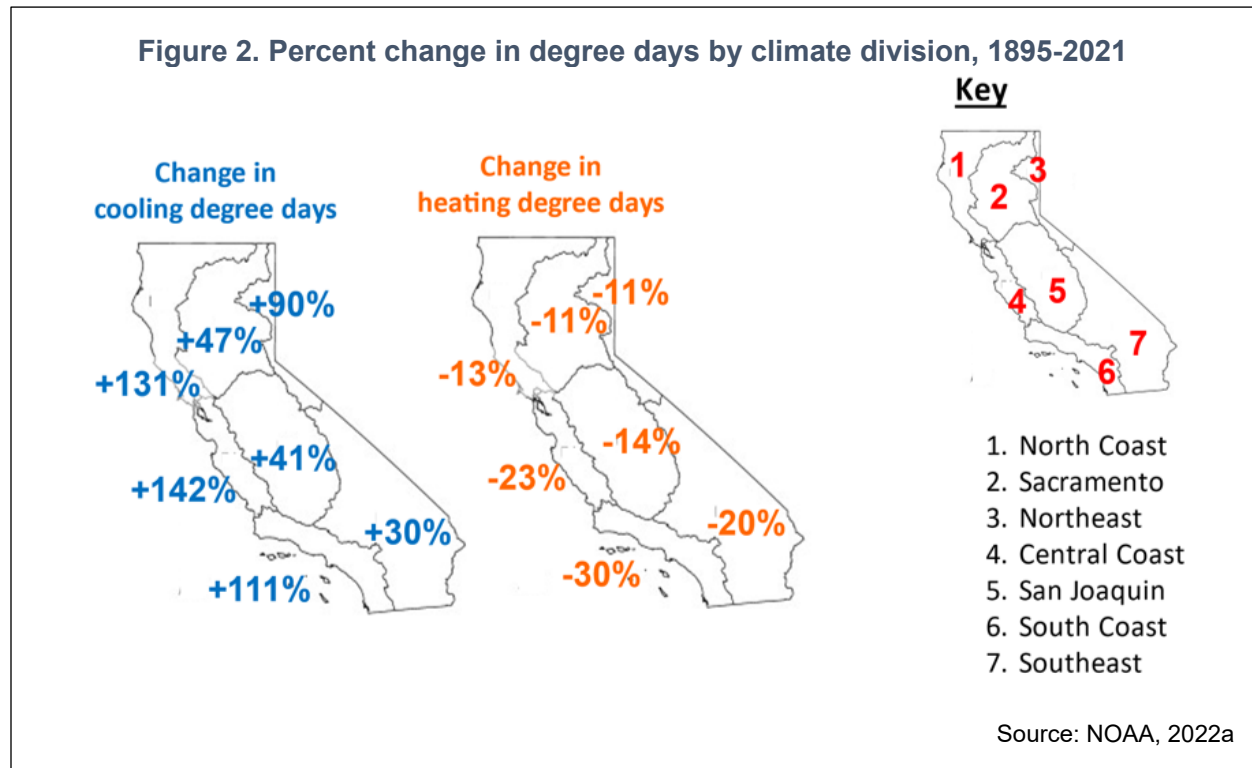 Figure 2. Percent change in degree days by climate division, 1895-2021
Change in
cooling degree days
+90%
+47%
+131%
+41%
+142%
+30%
+111%
Change in
heating degree days
-11%
-11%
-13%
-14%
-23%
-20%
-30%
Key
1
3
2
5
4
7
6
1. North Coast
2. Sacramento
3. Northeast
4. Central Coast
5. San Joaquin
6. South Coast
7. Southeast
Source: NOAA, 2022a